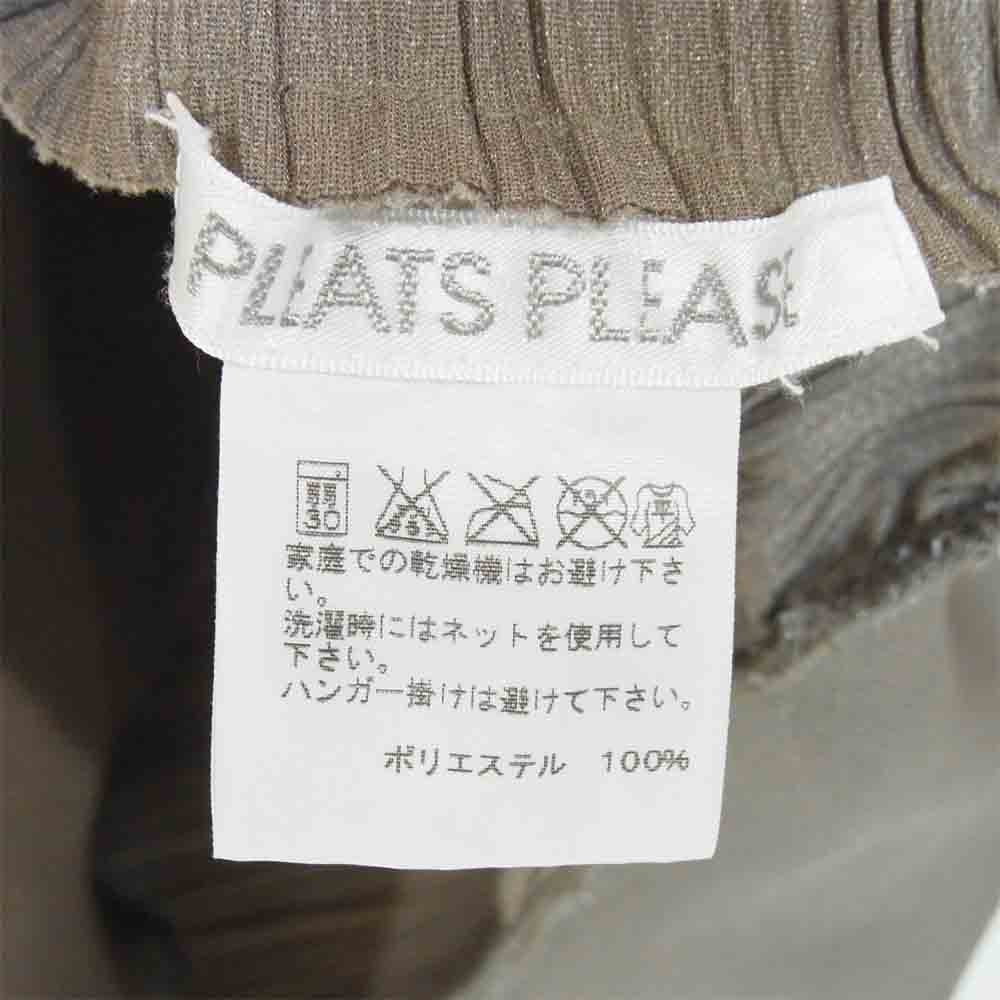 PLEATS PLEASE
弱
30
平
家庭での乾燥機はお避け下さ
い。
洗濯時にはネットを使用して
下さい。
ハンガー掛けは避けて下さい。
ポリエステル 100%